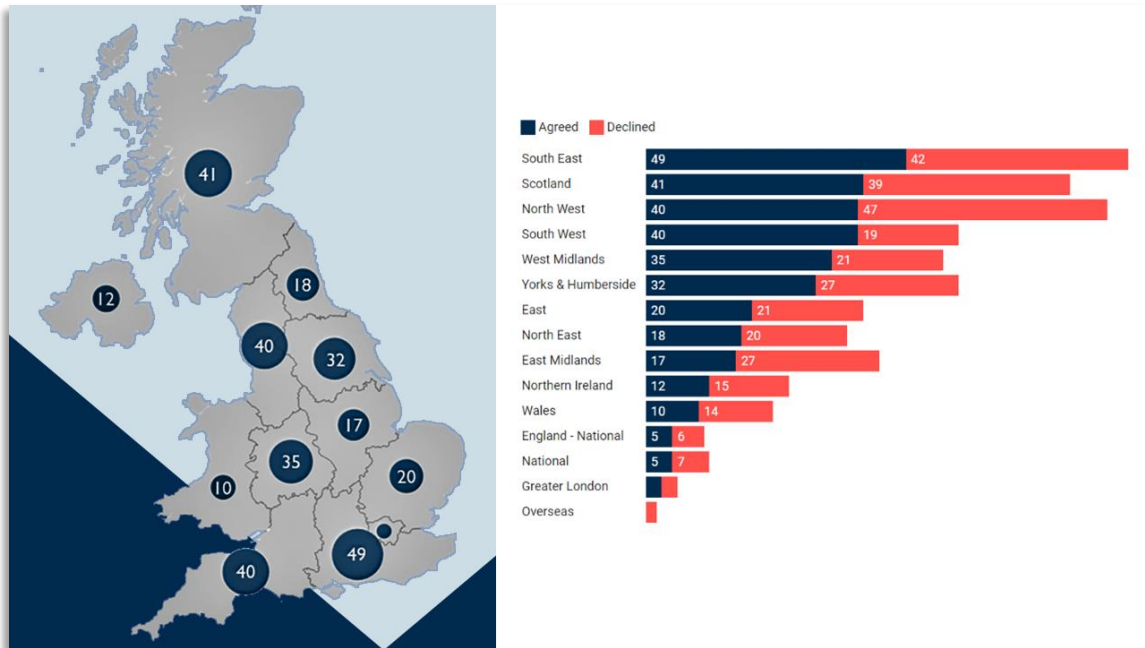 41
12
18
40
32
17
35
20
10
49
40
Agreed Declined
South East 49 42
Scotland 41 39
North West 40 47
South West 40 19
West Midlands 35 21
Yorks & Humberside 32 27
East 20 21
North East 18 20
East Midlands 17 27
Northern Ireland 12 15
Wales 10 14
England - National 5 6
National 5 7
Greater London
Overseas